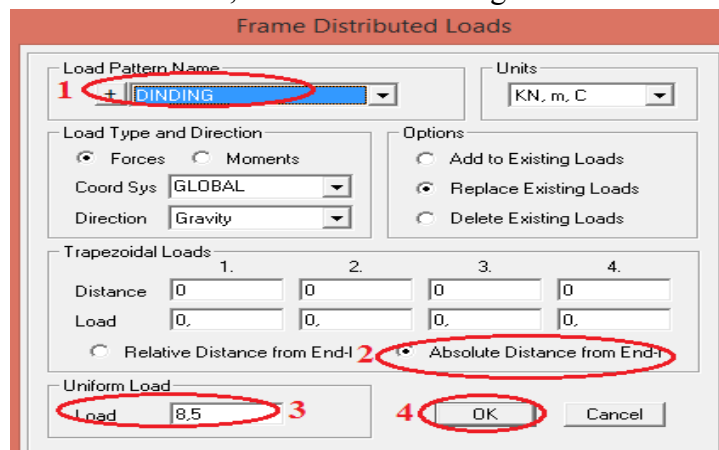 Frame Distributed Loads
Load Pattern Name
Units
1 + DINDING
KN, m, C
Load Type and Direction
Options
Forces Moments
Add to Existing Loads
Coord Sys GLOBAL
Replace Existing Loads
Direction Gravity
Delete Existing Loads
Trapezoidal Loads
1. 2. 3. 4.
Distance 0 0 0 0
Load 0, 0, 0, 0,
Relative Distance from End-I 2 Absolute Distance from End-I
Uniform Load
Load 8,5 3 4 OK Cancel